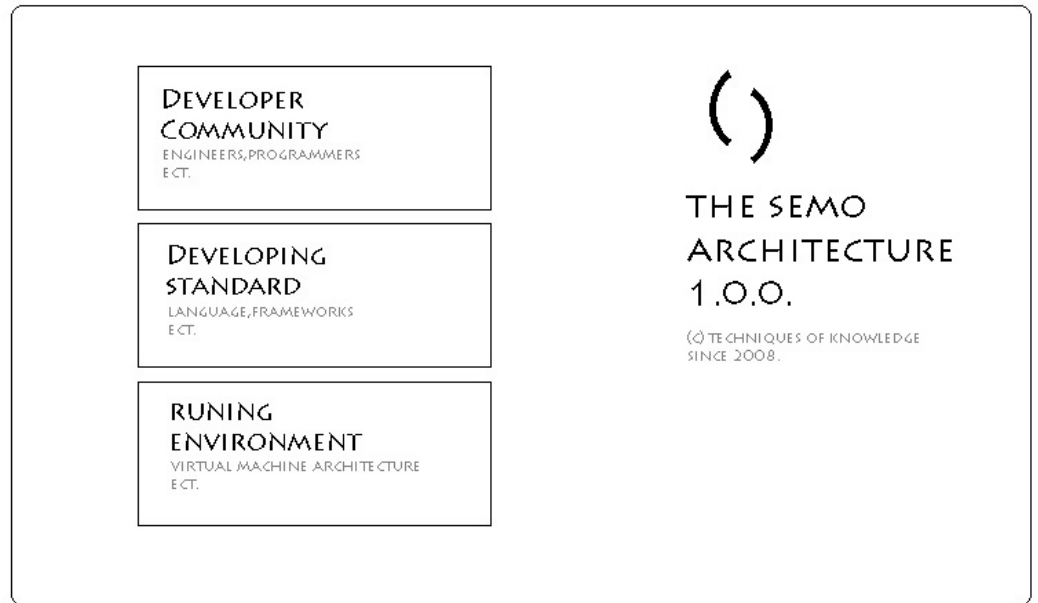 DEVELOPER
COMMUNITY
ENGINEERS,PROGRAMMERS
ECT.
DEVELOPING
STANDARD
LANGUAGE,FRAMEWORKS
ECT.
RUNING
ENVIRONMENT
VIRTUAL MACHINE ARCHITECTURE
ECT.
THE SEMO
ARCHITECTURE
1.0.0.
(C) TECHNIQUES OF KNOWLEDGE
SINCE 2008.